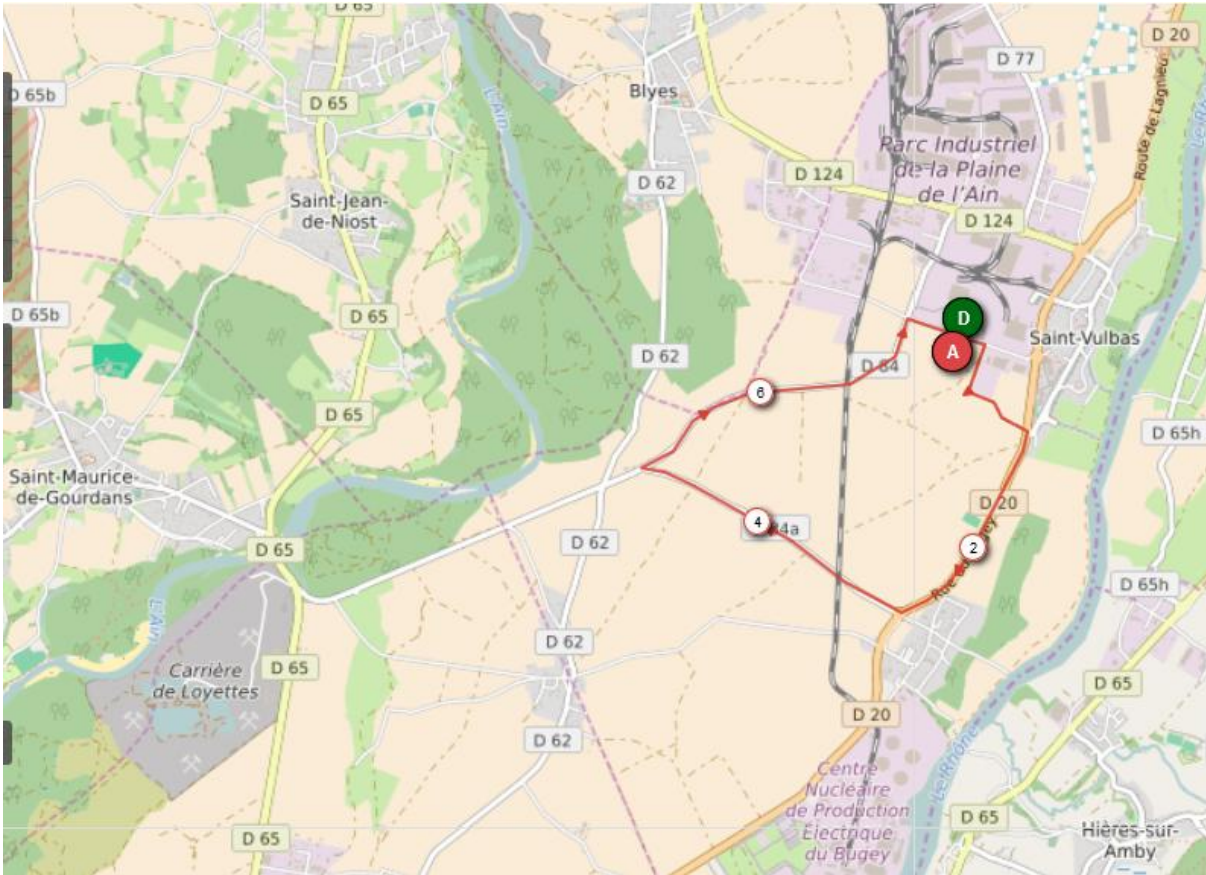 D 65
D 20
D 77
D 65b
Blyes
L'Ain
D 65
Route de Lagnieu
Parc Industriel
de la Plaine
de l'Ain
D 124
D 62
Saint-Jean-
de-Niost
D 124
D
D 65b
D 65
Saint-Vulbas
A
D 62
D 84
6
D 65
D 65h
Saint-Maurice-
de-Gourdans
D 20
4
84a
D 62
D 65
2
D 65h
L'Ain
D 62
D 65
Carrière
de Loyettes
D 65
D 20
D 62
Le Rhône
Centre
Nucléaire
de Production
Électrique
du Bugey
D 65
D 65
Hières-sur-
Amby